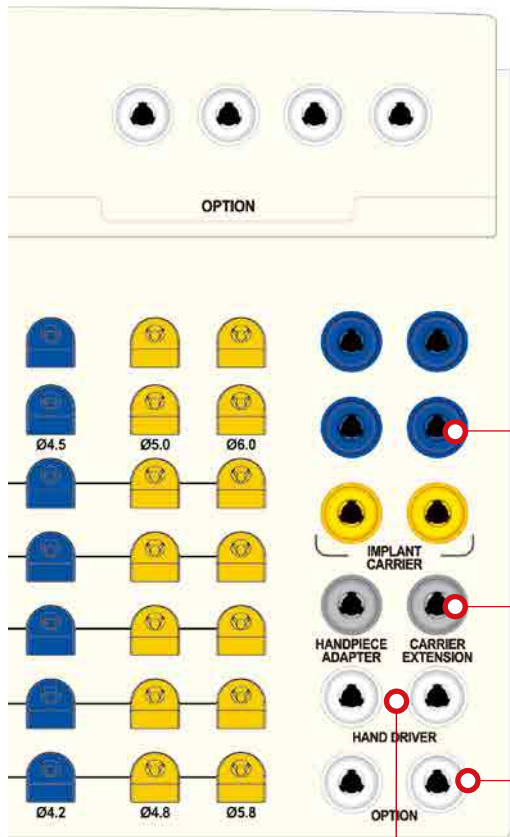 OPTION
Ø4.5 Ø5.0 Ø6.0
IMPLANT
CARRIER
HANDPIECE
ADAPTER
CARRIER
EXTENSION
HAND DRIVER
Ø4.2 Ø4.8 Ø5.8
OPTION